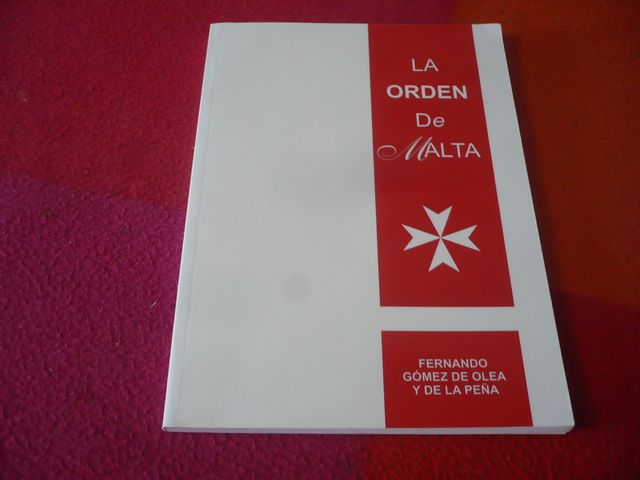 LA
ORDEN
De
MALTA
FERNANDO
GÓMEZ DE OLEA
Y DE LA PEÑA